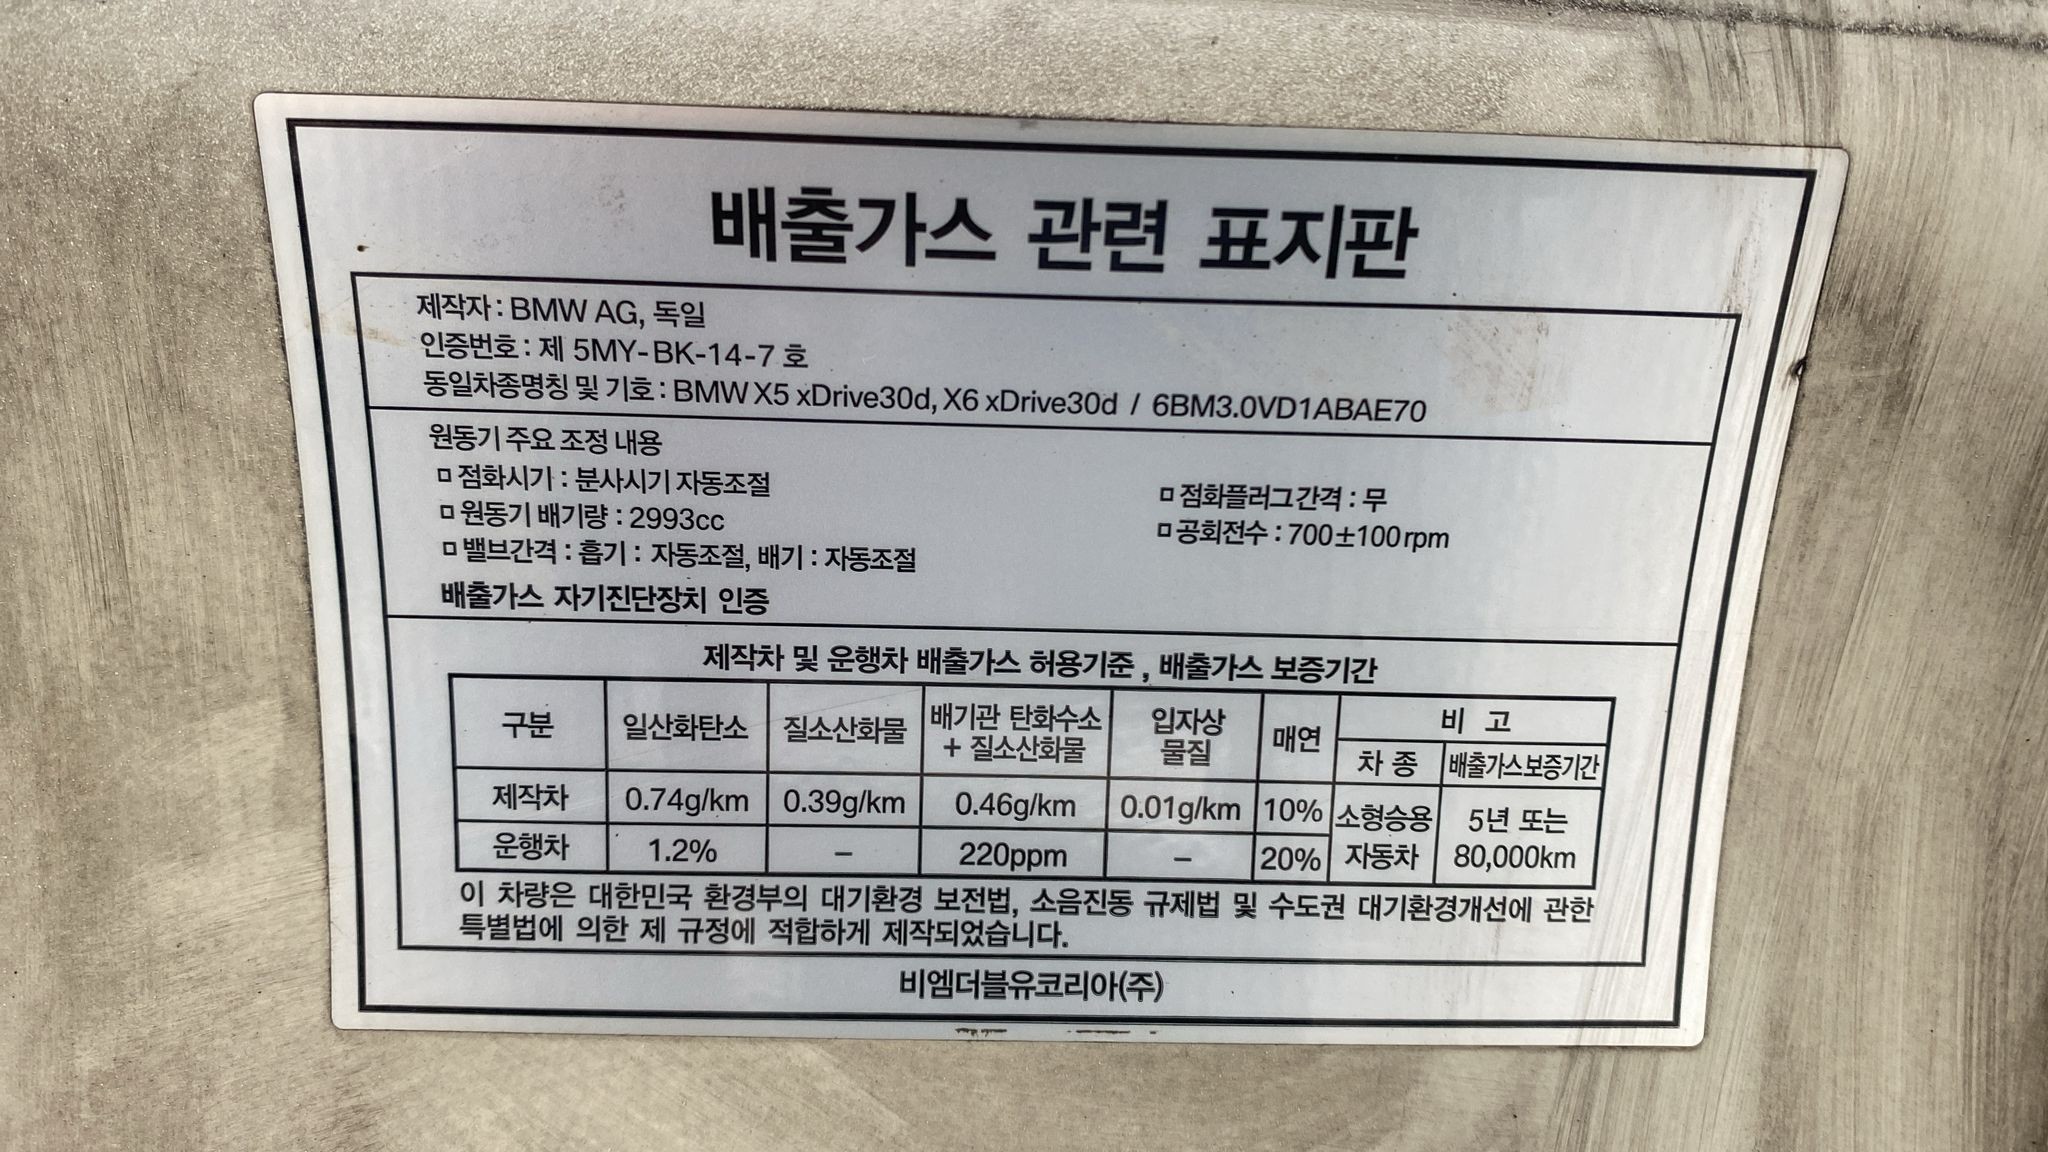 배출가스 관련 표지판
제작자 : BMW AG, 독일
인증번호 : 제 5MY-BK-14-7 호
동일차종명칭 및 기호 : BMW X5 xDrive30d, X6 xDrive30d / 6BM3.0VD1ABAE70
원동기 주요 조정 내용
점화시기 : 분사시기 자동조절
점화플러그간격 : 무
원동기 배기량 : 2993cc
공회전수 : 700±100rpm
밸브간격 : 흡기 : 자동조절, 배기 : 자동조절
배출가스 자기진단장치 인증
제작차 및 운행차 배출가스 허용기준 , 배출가스 보증기간
구분 일산화탄소 질소산화물 배기관 탄화수소 + 질소산화물 입자상 물질 매연 비 고
차 종 배출가스보증기간
제작차 0.74g/km 0.39g/km 0.46g/km 0.01g/km 10% 소형승용 5년 또는
운행차 1.2% – 220ppm – 20% 자동차 80,000km
이 차량은 대한민국 환경부의 대기환경 보전법, 소음진동 규제법 및 수도권 대기환경개선에 관한
특별법에 의한 제 규정에 적합하게 제작되었습니다.
비엠더블유코리아(주)